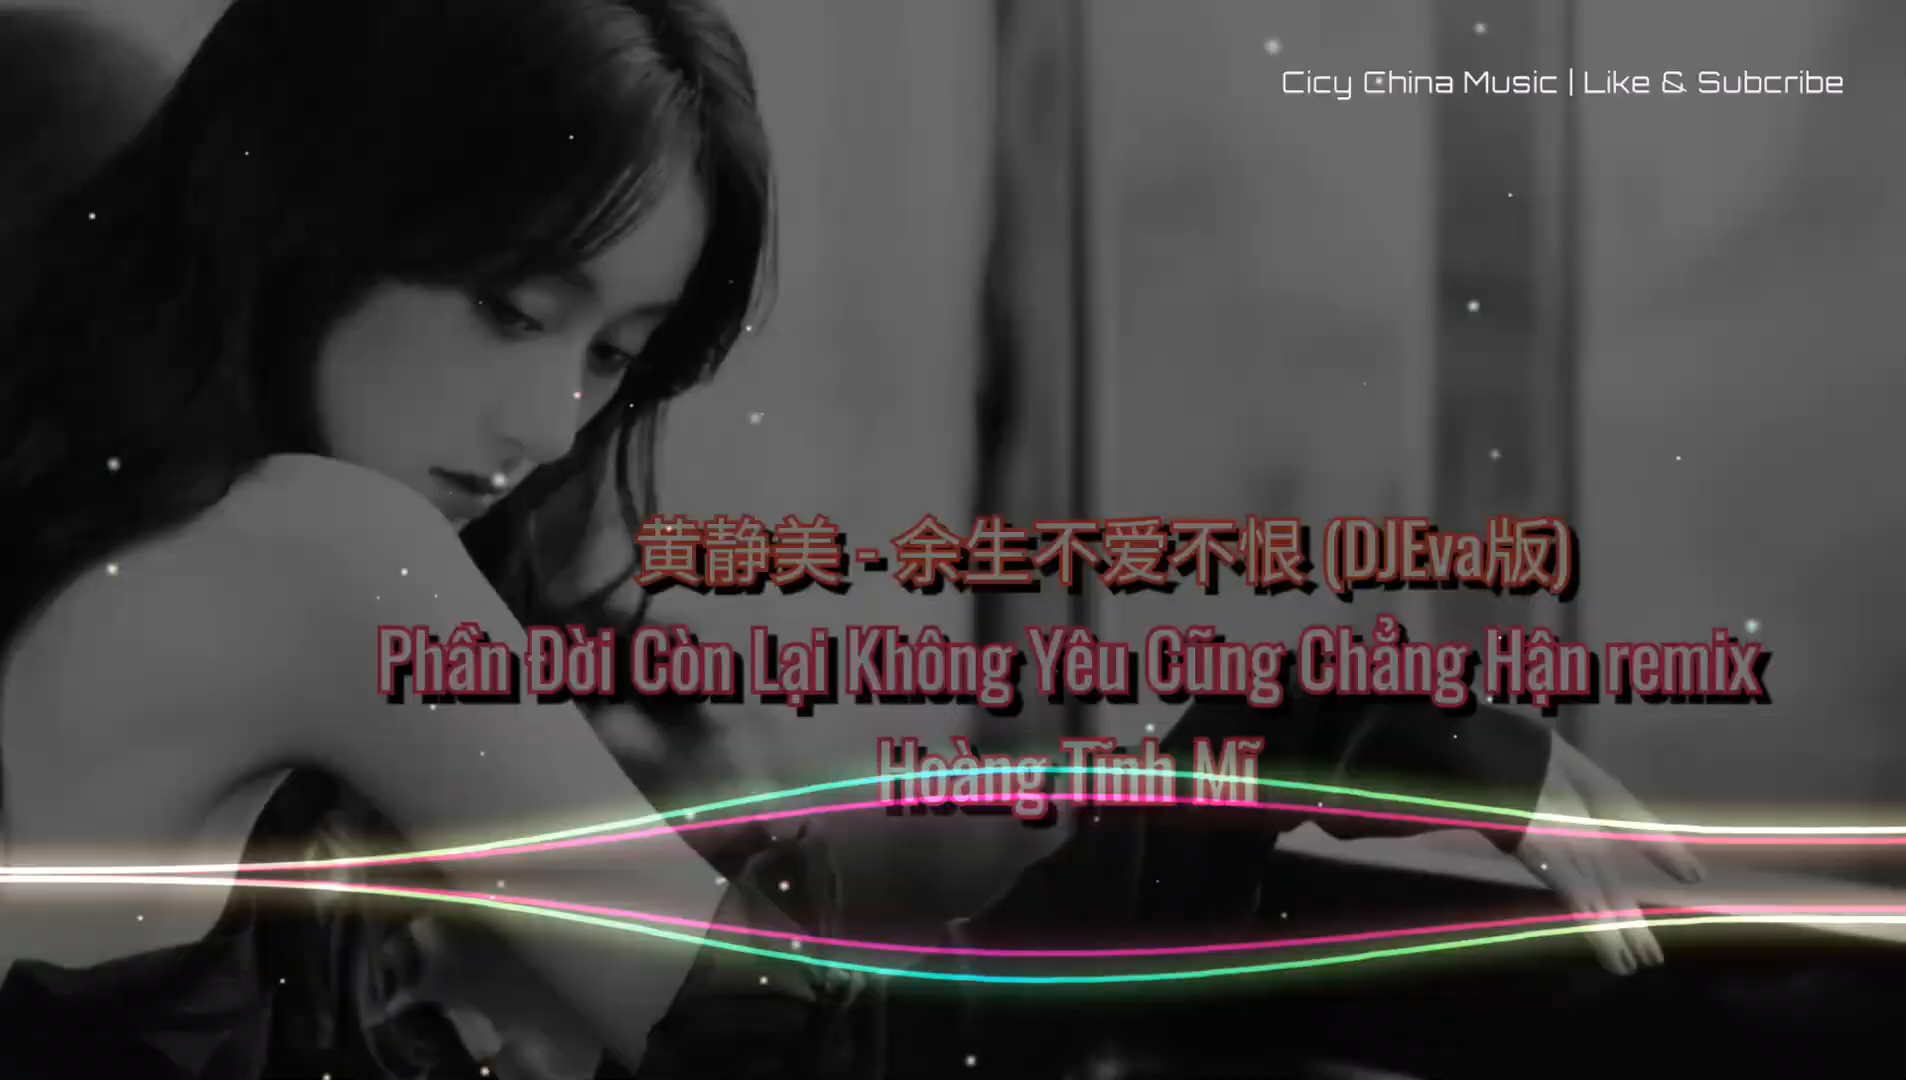 Cicy China Music | Like & Subcribe
黄静美 - 余生不爱不恨 (DJEva版)
Phần Đời Còn Lại Không Yêu Cũng Chẳng Hận remix
Hoàng Tĩnh Mĩ